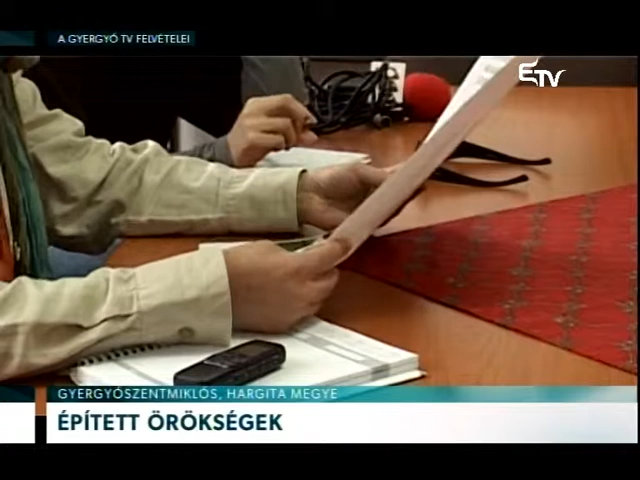 A GYERGYÓ TV FELVÉTELEI
ETV
GYERGYÓSZENTMIKLÓS, HARGITA MEGYE
ÉPÍTETT ÖRÖKSÉGEK